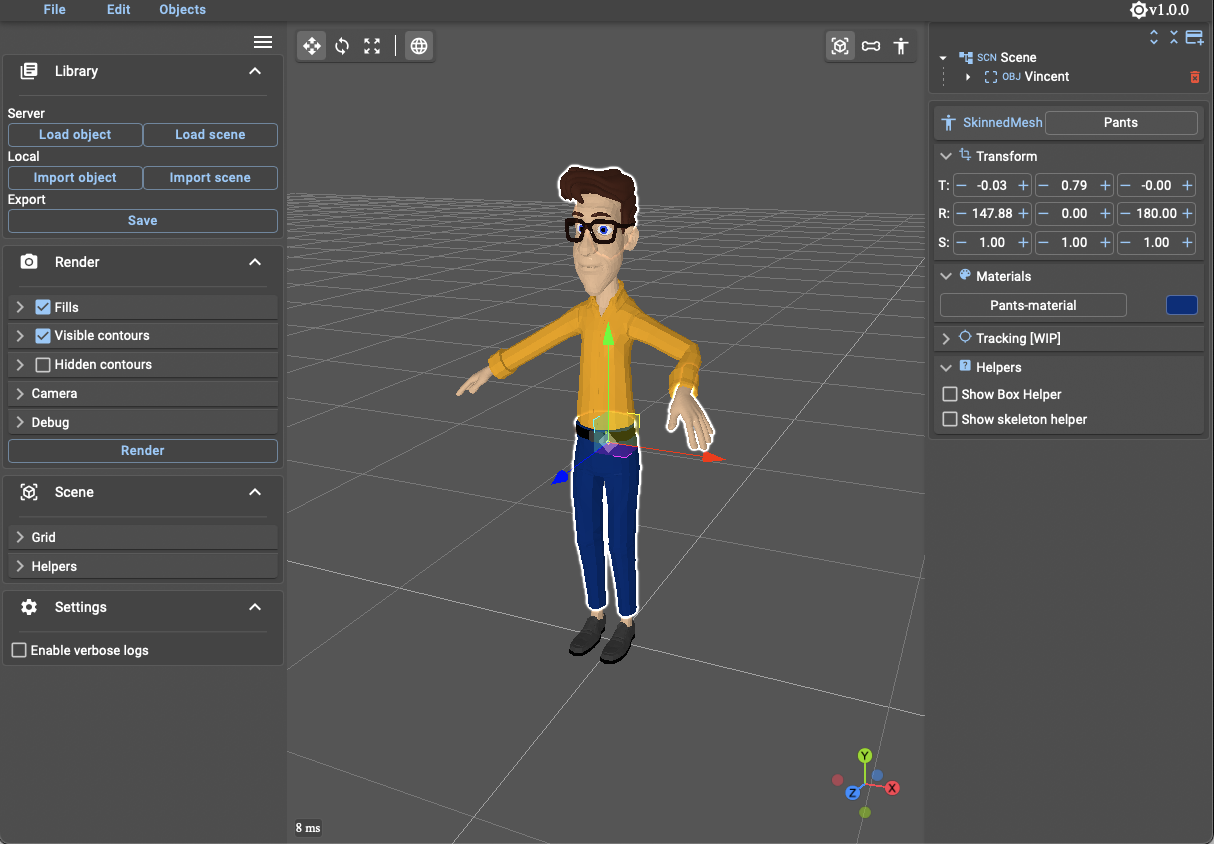 File Edit Objects
v1.0.0
Library
Server
Load object Load scene
Local
Import object Import scene
Export
Save
Render
Fills
Visible contours
Hidden contours
Camera
Debug
Render
Scene
Grid
Helpers
Settings
Enable verbose logs
8 ms
Y
X
Z
SCN Scene
OBJ Vincent
SkinnedMesh Pants
Transform
T: − -0.03 + − 0.79 + − -0.00 +
R: − 147.88 + − 0.00 + − 180.00 +
S: − 1.00 + − 1.00 + − 1.00 +
Materials
Pants-material
Tracking [WIP]
Helpers
Show Box Helper
Show skeleton helper